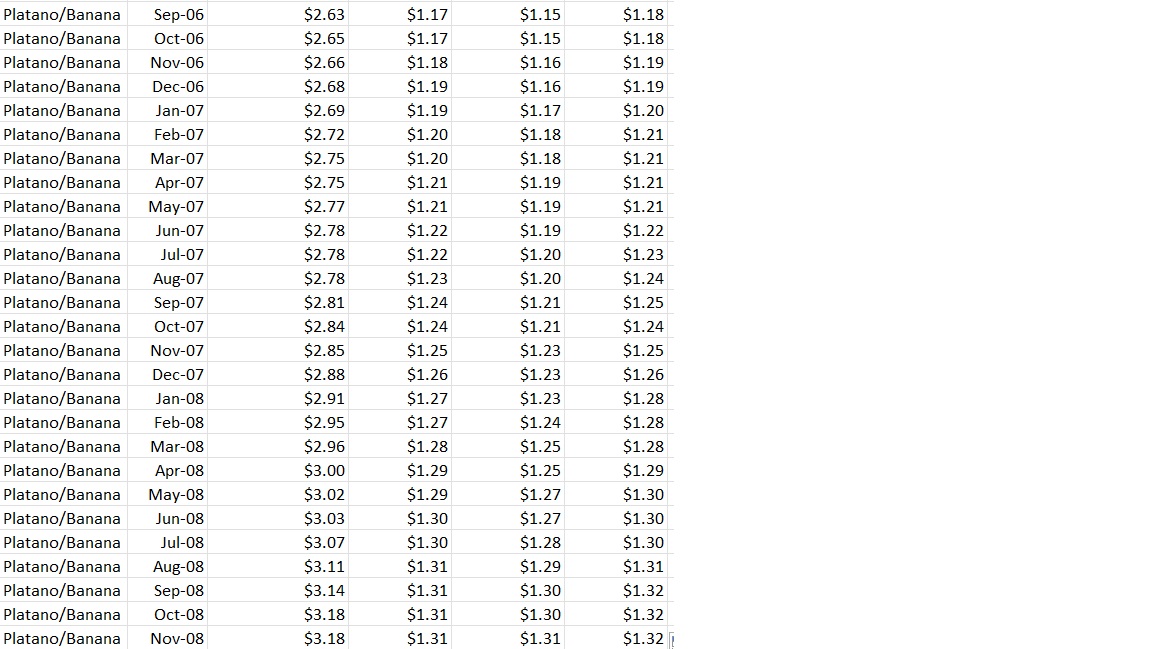 Platano/Banana Sep-06 $2.63 $1.17 $1.15 $1.18
Platano/Banana Oct-06 $2.65 $1.17 $1.15 $1.18
Platano/Banana Nov-06 $2.66 $1.18 $1.16 $1.19
Platano/Banana Dec-06 $2.68 $1.19 $1.16 $1.19
Platano/Banana Jan-07 $2.69 $1.19 $1.17 $1.20
Platano/Banana Feb-07 $2.72 $1.20 $1.18 $1.21
Platano/Banana Mar-07 $2.75 $1.20 $1.18 $1.21
Platano/Banana Apr-07 $2.75 $1.21 $1.19 $1.21
Platano/Banana May-07 $2.77 $1.21 $1.19 $1.21
Platano/Banana Jun-07 $2.78 $1.22 $1.19 $1.22
Platano/Banana Jul-07 $2.78 $1.22 $1.20 $1.23
Platano/Banana Aug-07 $2.78 $1.23 $1.20 $1.24
Platano/Banana Sep-07 $2.81 $1.24 $1.21 $1.25
Platano/Banana Oct-07 $2.84 $1.24 $1.21 $1.24
Platano/Banana Nov-07 $2.85 $1.25 $1.23 $1.25
Platano/Banana Dec-07 $2.88 $1.26 $1.23 $1.26
Platano/Banana Jan-08 $2.91 $1.27 $1.23 $1.28
Platano/Banana Feb-08 $2.95 $1.27 $1.24 $1.28
Platano/Banana Mar-08 $2.96 $1.28 $1.25 $1.28
Platano/Banana Apr-08 $3.00 $1.29 $1.25 $1.29
Platano/Banana May-08 $3.02 $1.29 $1.27 $1.30
Platano/Banana Jun-08 $3.03 $1.30 $1.27 $1.30
Platano/Banana Jul-08 $3.07 $1.30 $1.28 $1.30
Platano/Banana Aug-08 $3.11 $1.31 $1.29 $1.31
Platano/Banana Sep-08 $3.14 $1.31 $1.30 $1.32
Platano/Banana Oct-08 $3.18 $1.31 $1.30 $1.32
Platano/Banana Nov-08 $3.18 $1.31 $1.31 $1.32